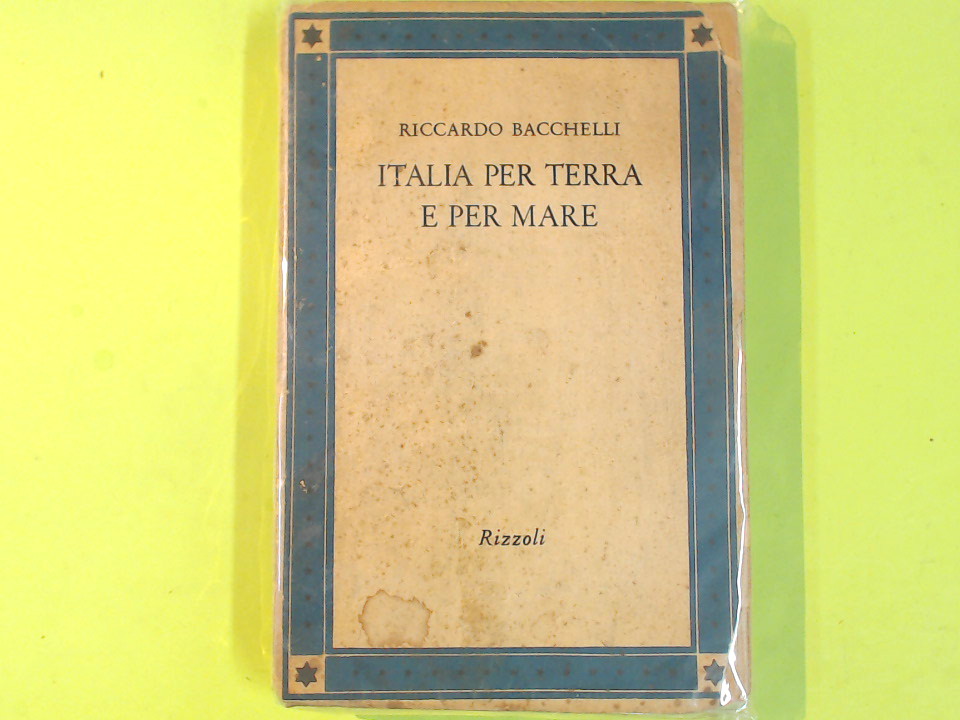 RICCARDO BACCHELLI
ITALIA PER TERRA
E PER MARE
Rizzoli